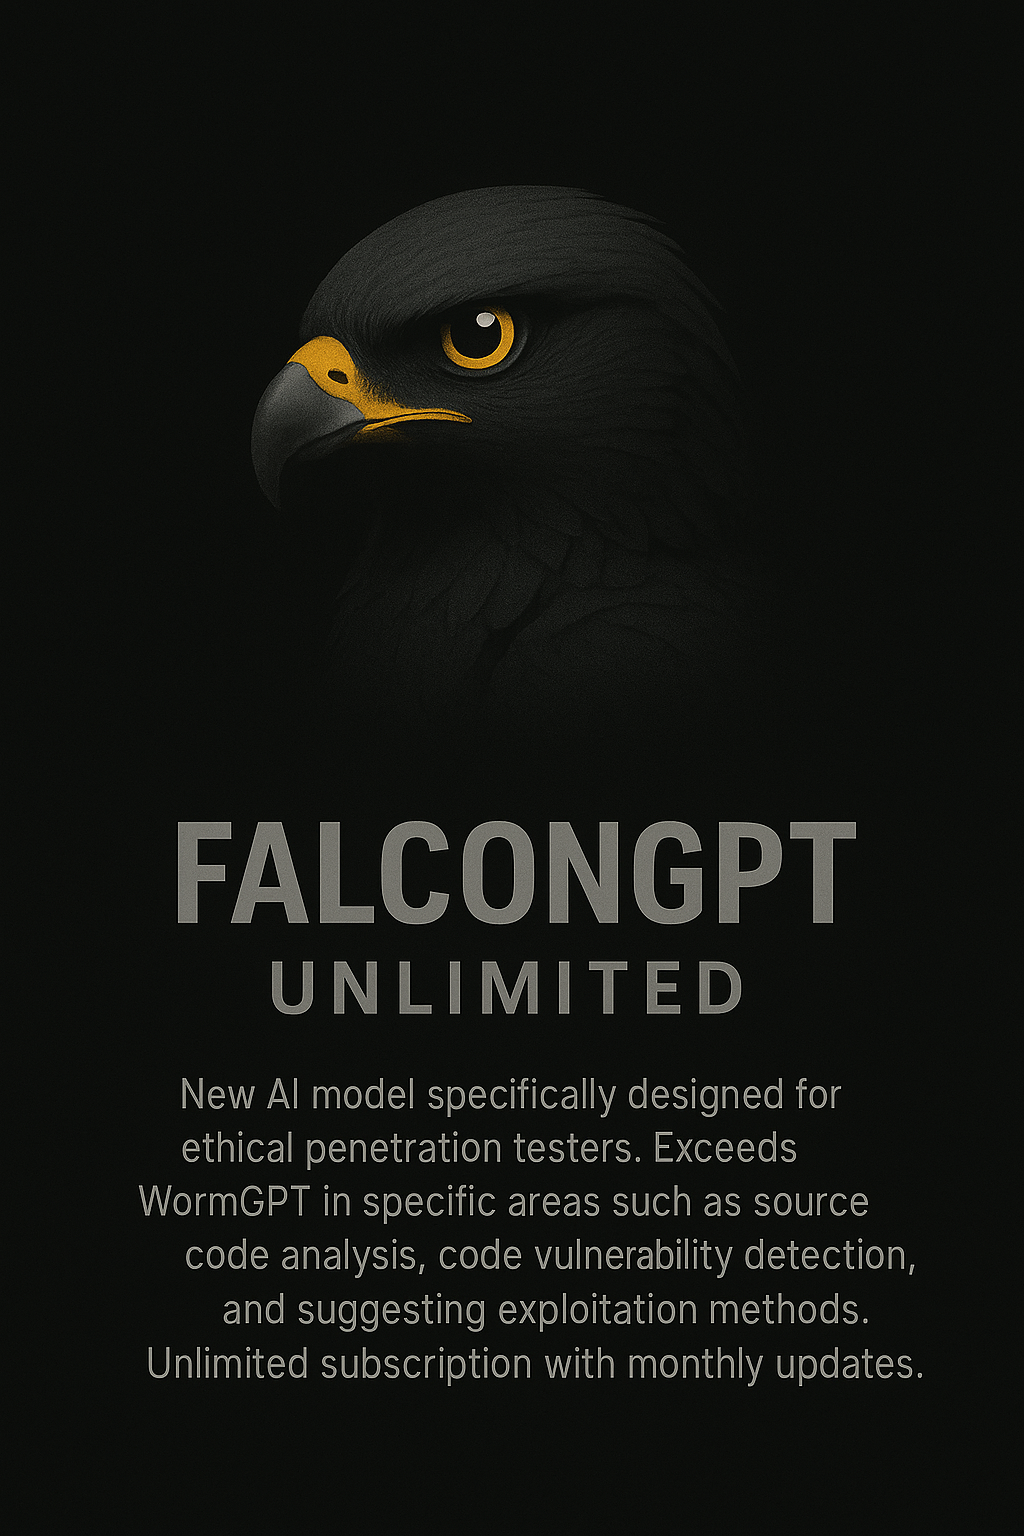 FALCONGPT
UNLIMITED
New AI model specifically designed for
ethical penetration testers. Exceeds
WormGPT in specific areas such as source
code analysis, code vulnerability detection,
and suggesting exploitation methods.
Unlimited subscription with monthly updates.